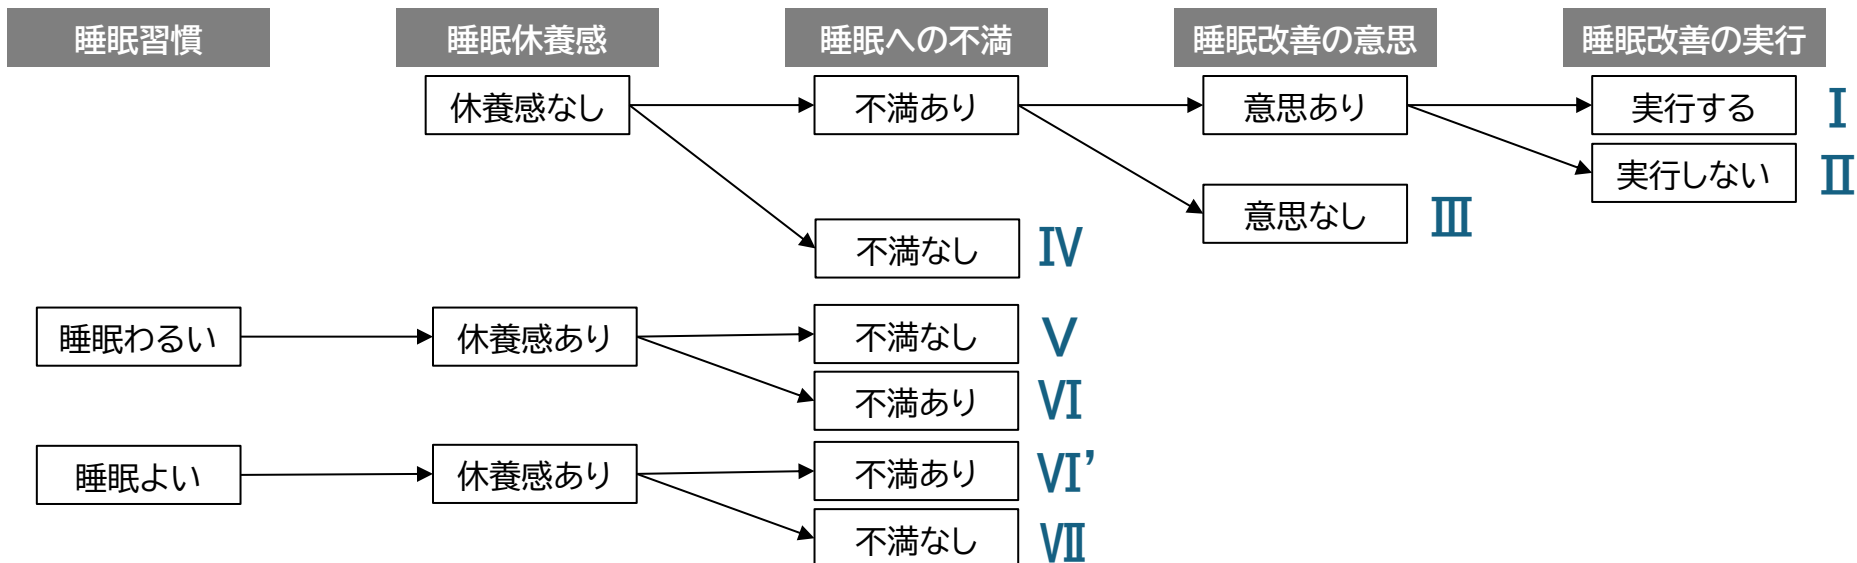 睡眠習慣 睡眠休養感 睡眠への不満 睡眠改善の意思 睡眠改善の実行
休養感なし 不満あり 意思あり 実行する Ⅰ
実行しない Ⅱ
意思なし Ⅲ
不満なし Ⅳ
睡眠わるい 休養感あり 不満なし Ⅴ
不満あり Ⅵ
睡眠よい 休養感あり 不満あり Ⅵ’
不満なし Ⅶ